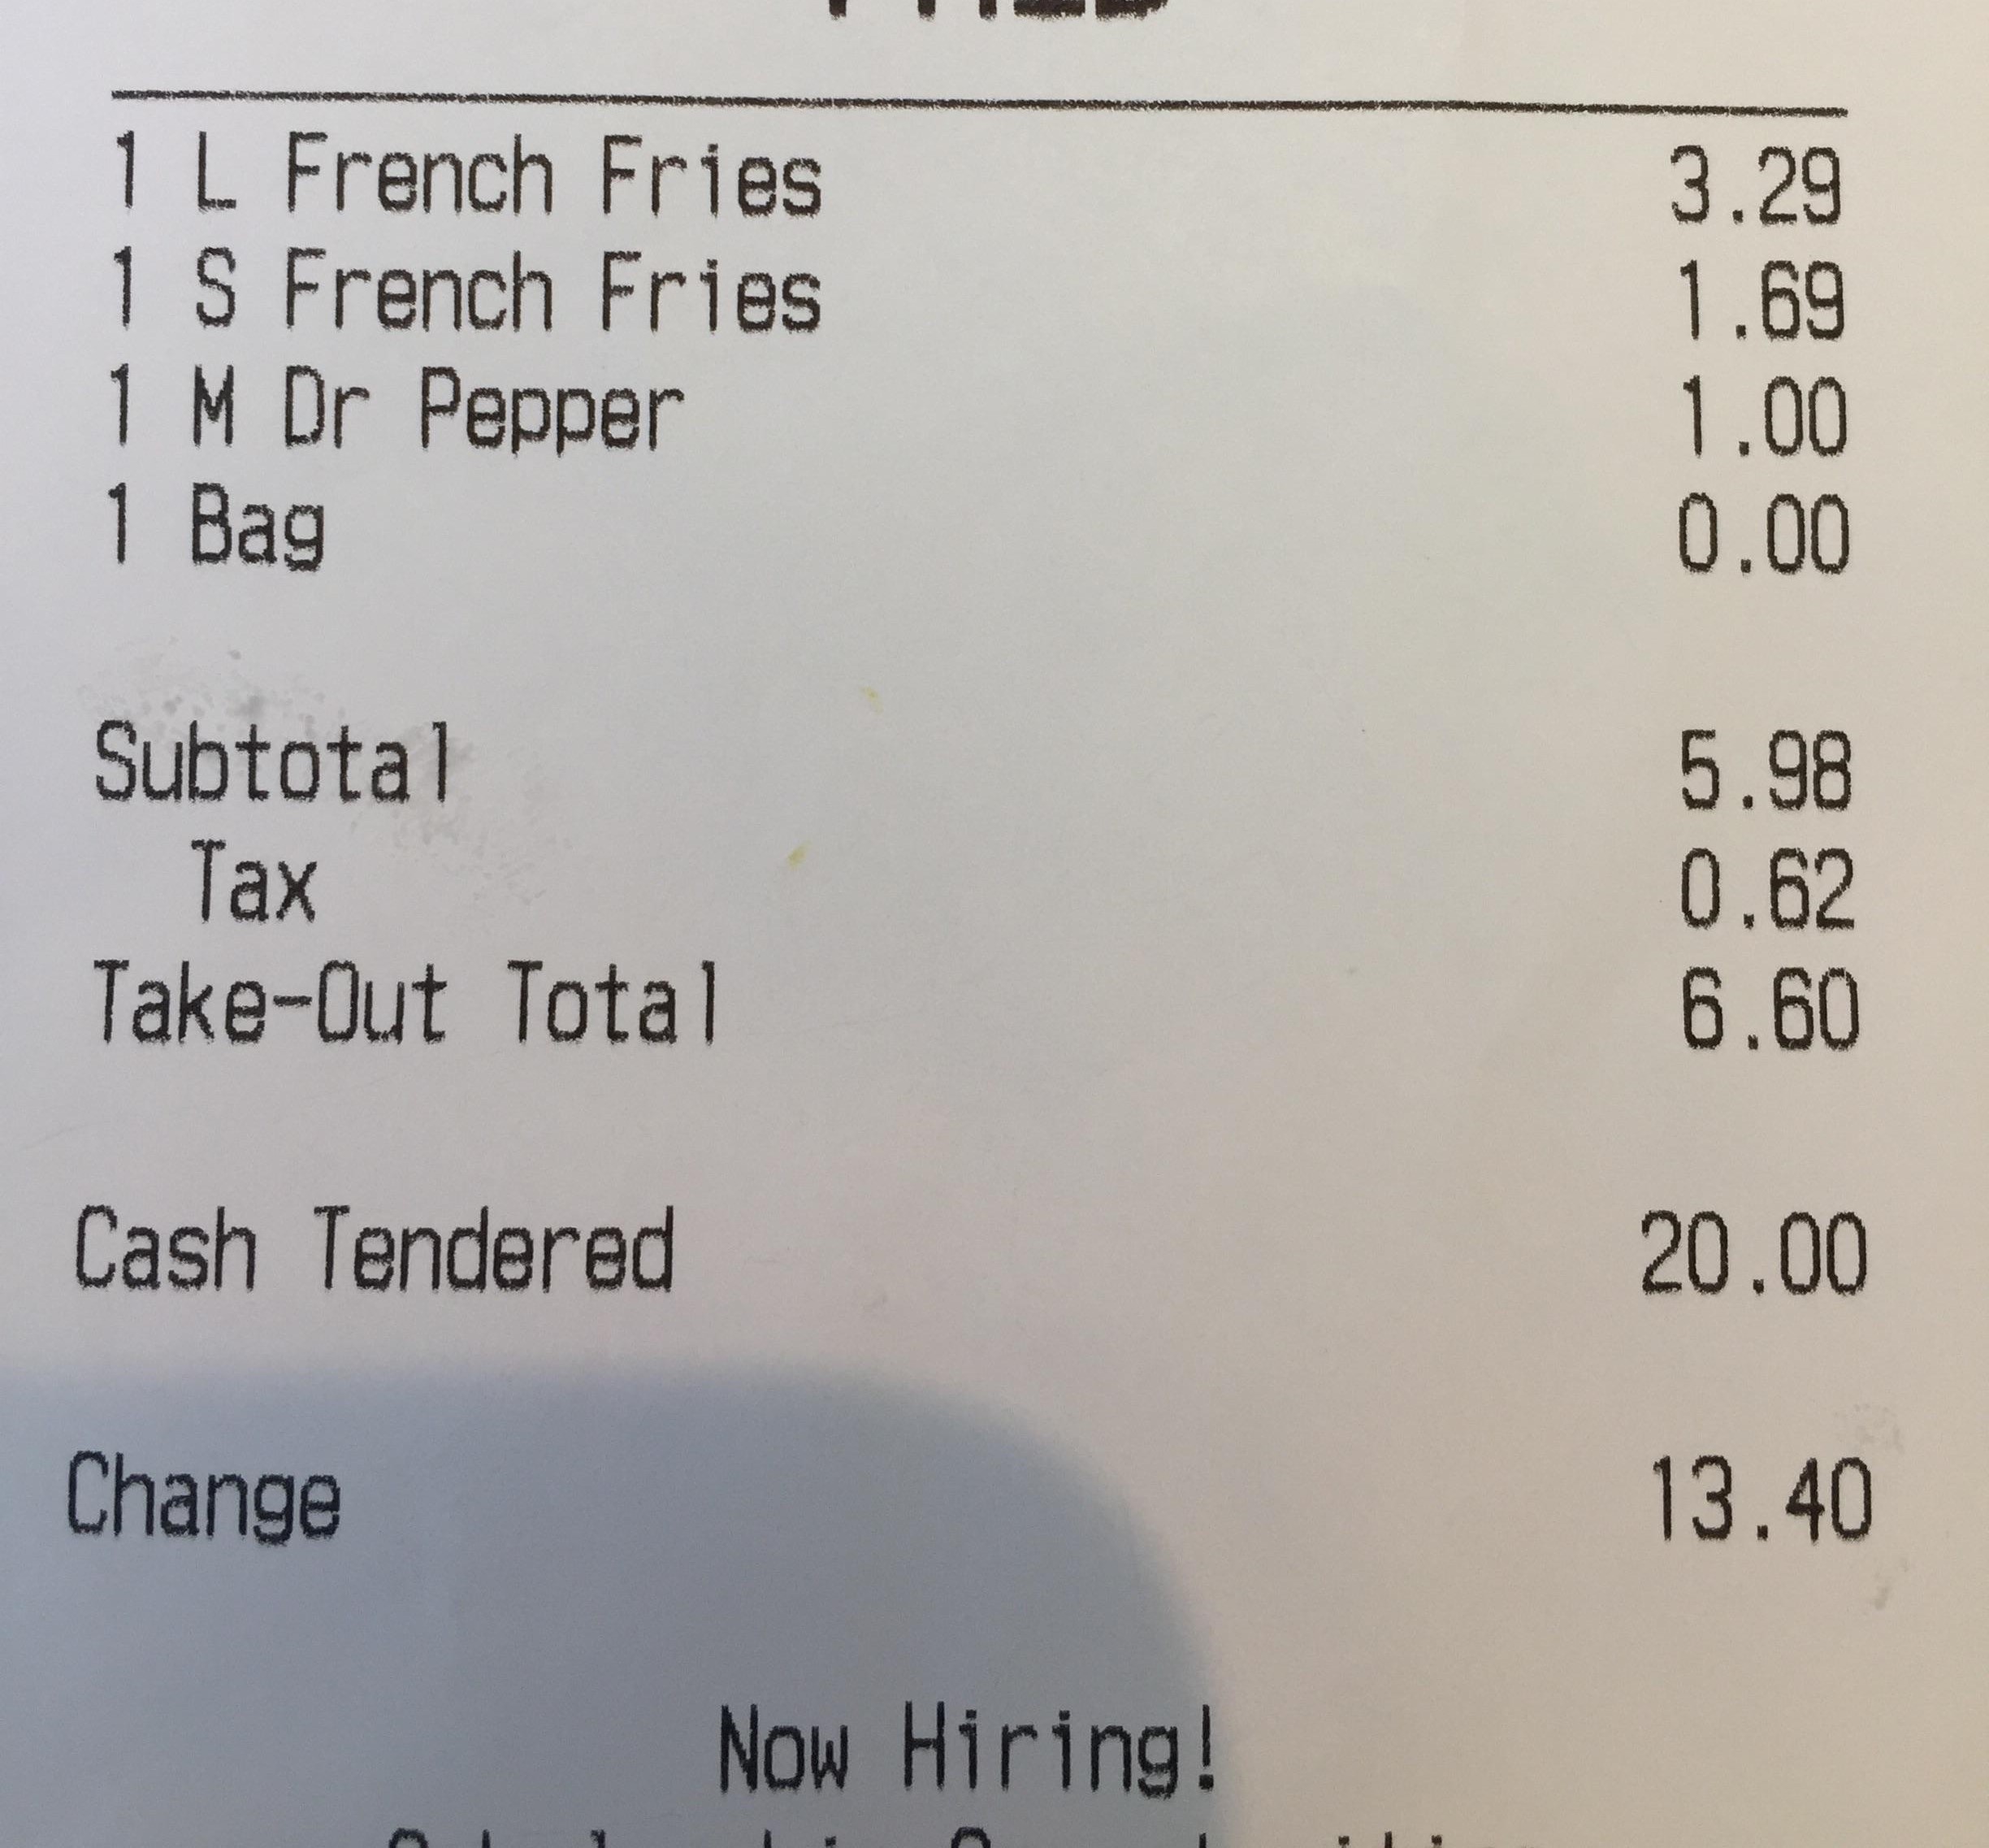 1 L French Fries 3.29
1 S French Fries 1.69
1 M Dr Pepper 1.00
1 Bag 0.00
Subtotal 5.98
Tax 0.62
Take-Out Total 6.60
Cash Tendered 20.00
Change 13.40
Now Hiring!